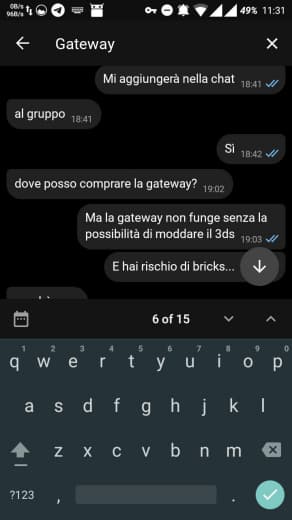 0B/s
96B/s
49% 11:31
Gateway
Mi aggiungerà nella chat 18:41
al gruppo 18:41
Sì 18:42
dove posso comprare la gateway? 19:02
Ma la gateway non funge senza la
possibilità di moddare il 3ds 19:03
E hai rischio di bricks...
6 of 15
1 2 3 4 5 6 7 8 9 0
q w e r t y u i o p
a s d f g h j k l
z x c v b n m
?123 , .